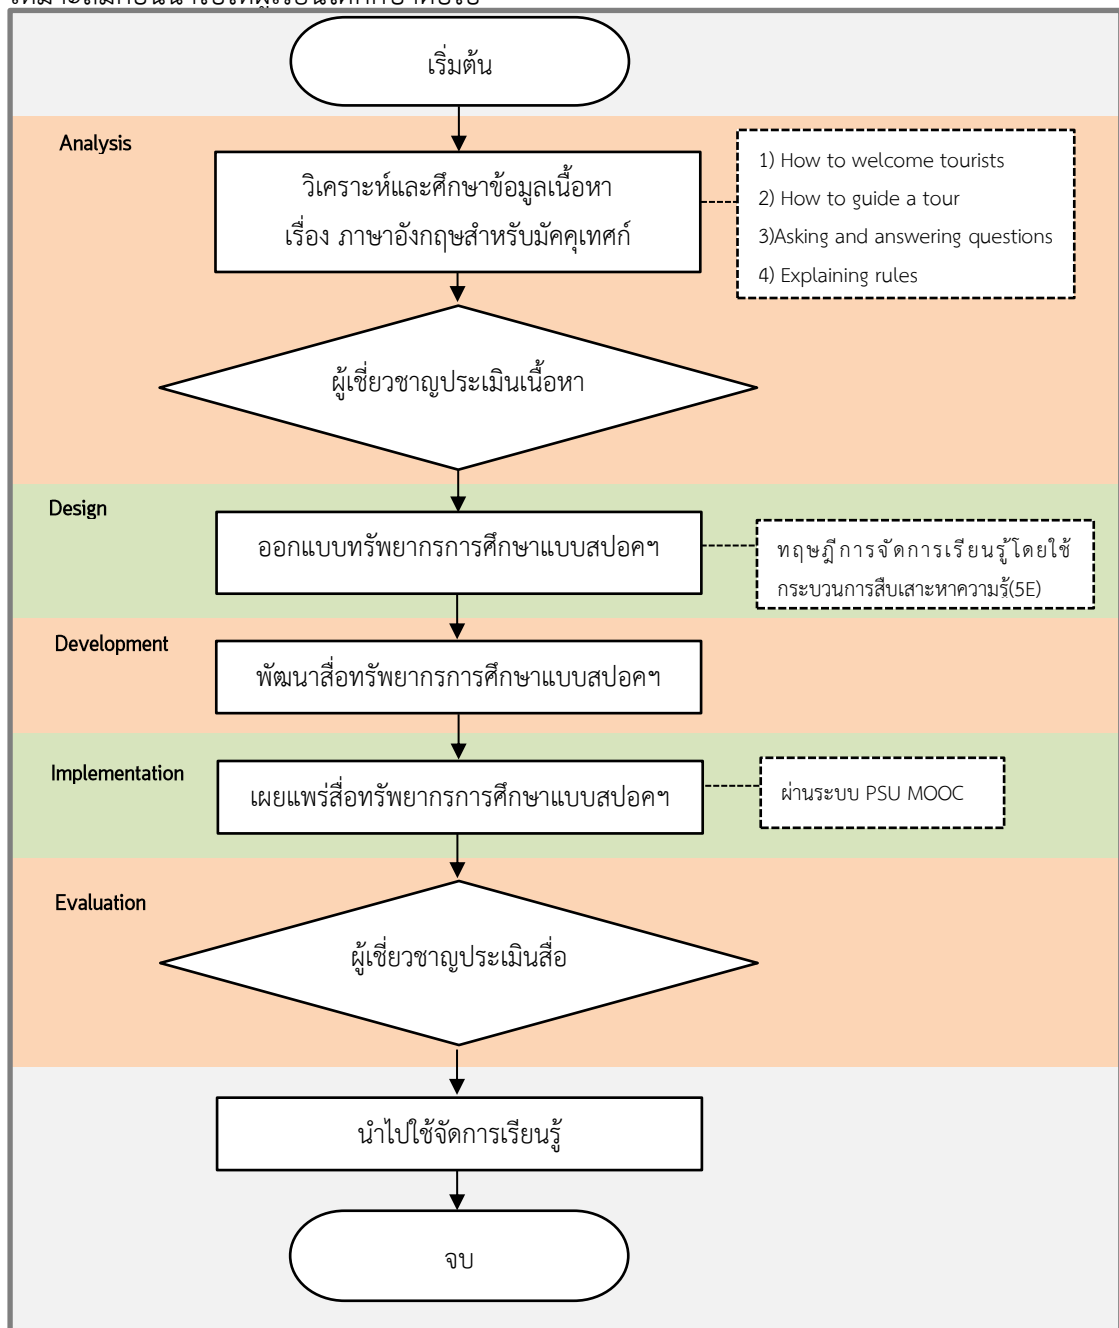 เริ่มต้น
Analysis
วิเคราะห์และศึกษาข้อมูลเนื้อหา
เรื่อง ภาษาอังกฤษสำหรับมัคคุเทศก์
1) How to welcome tourists
2) How to guide a tour
3)Asking and answering questions
4) Explaining rules
ผู้เชี่ยวชาญประเมินเนื้อหา
Design
ออกแบบทรัพยากรการศึกษาแบบสปอคฯ
ทฤษฎีการจัดการเรียนรู้โดยใช้
กระบวนการสืบเสาะหาความรู้(5E)
Development
พัฒนาสื่อทรัพยากรการศึกษาแบบสปอคฯ
Implementation
เผยแพร่สื่อทรัพยากรการศึกษาแบบสปอคฯ
ผ่านระบบ PSU MOOC
Evaluation
ผู้เชี่ยวชาญประเมินสื่อ
นำไปใช้จัดการเรียนรู้
จบ